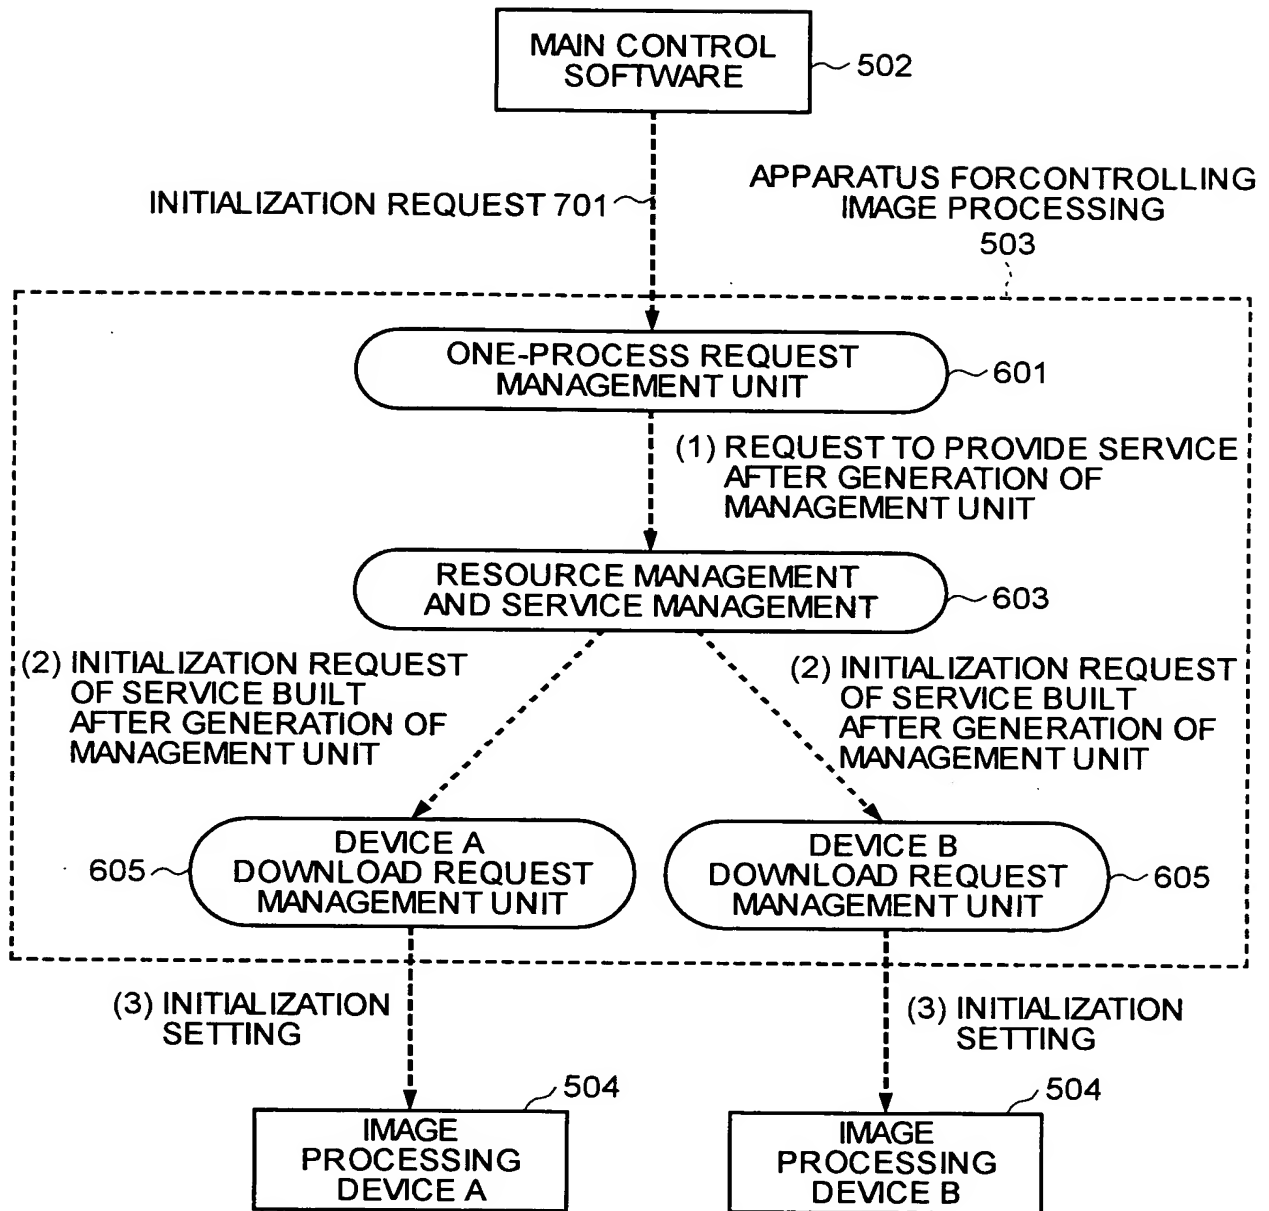 MAIN CONTROL
SOFTWARE
502
INITIALIZATION REQUEST 701
APPARATUS FORCONTROLLING
IMAGE PROCESSING
503
ONE-PROCESS REQUEST
MANAGEMENT UNIT
601
(1) REQUEST TO PROVIDE SERVICE
AFTER GENERATION OF
MANAGEMENT UNIT
RESOURCE MANAGEMENT
AND SERVICE MANAGEMENT
603
(2) INITIALIZATION REQUEST
OF SERVICE BUILT
AFTER GENERATION OF
MANAGEMENT UNIT
(2) INITIALIZATION REQUEST
OF SERVICE BUILT
AFTER GENERATION OF
MANAGEMENT UNIT
605
DEVICE A
DOWNLOAD REQUEST
MANAGEMENT UNIT
DEVICE B
DOWNLOAD REQUEST
MANAGEMENT UNIT
605
(3) INITIALIZATION
SETTING
(3) INITIALIZATION
SETTING
504
IMAGE
PROCESSING
DEVICE A
504
IMAGE
PROCESSING
DEVICE B